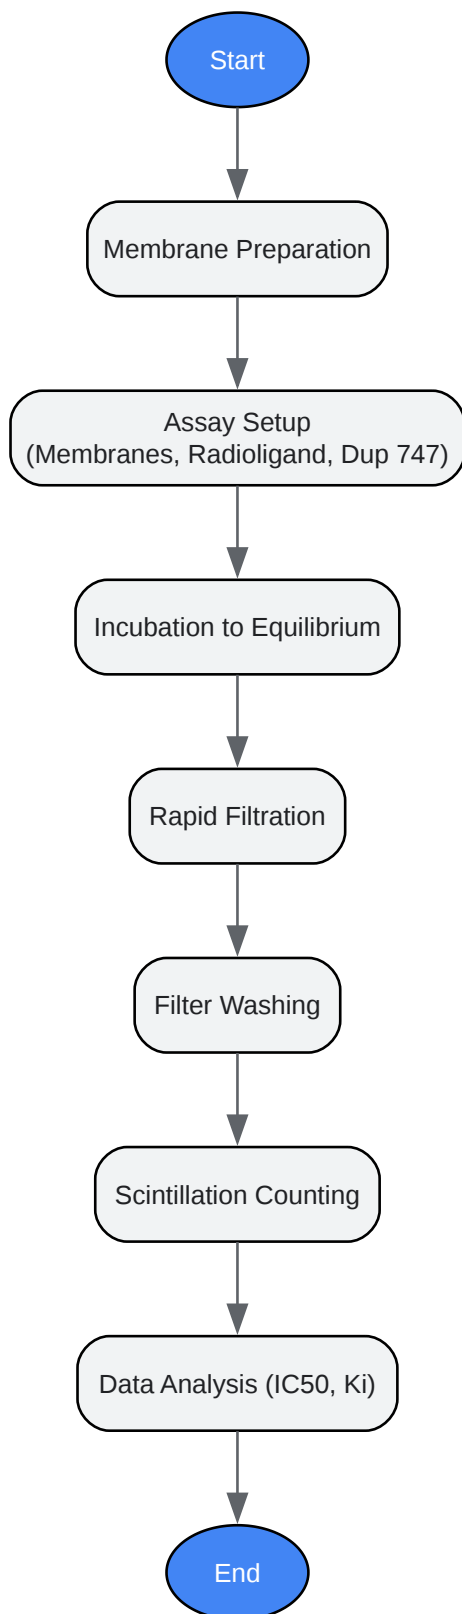 Start
Membrane Preparation
Assay Setup
(Membranes, Radioligand, Dup 747)
Incubation to Equilibrium
Rapid Filtration
Filter Washing
Scintillation Counting
Data Analysis (IC50, Ki)
End